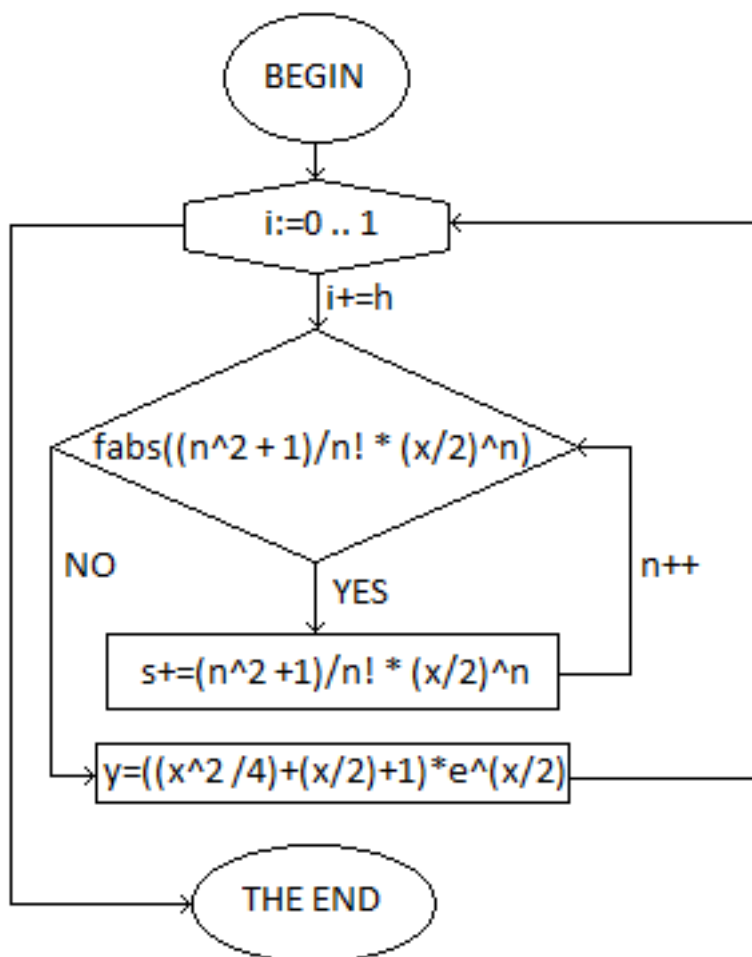 BEGIN
i:=0 .. 1
i+=h
fabs((n^2 + 1)/n! * (x/2)^n)
NO
YES
n++
s+=(n^2 +1)/n! * (x/2)^n
y=((x^2 /4)+(x/2)+1)*e^(x/2)
THE END